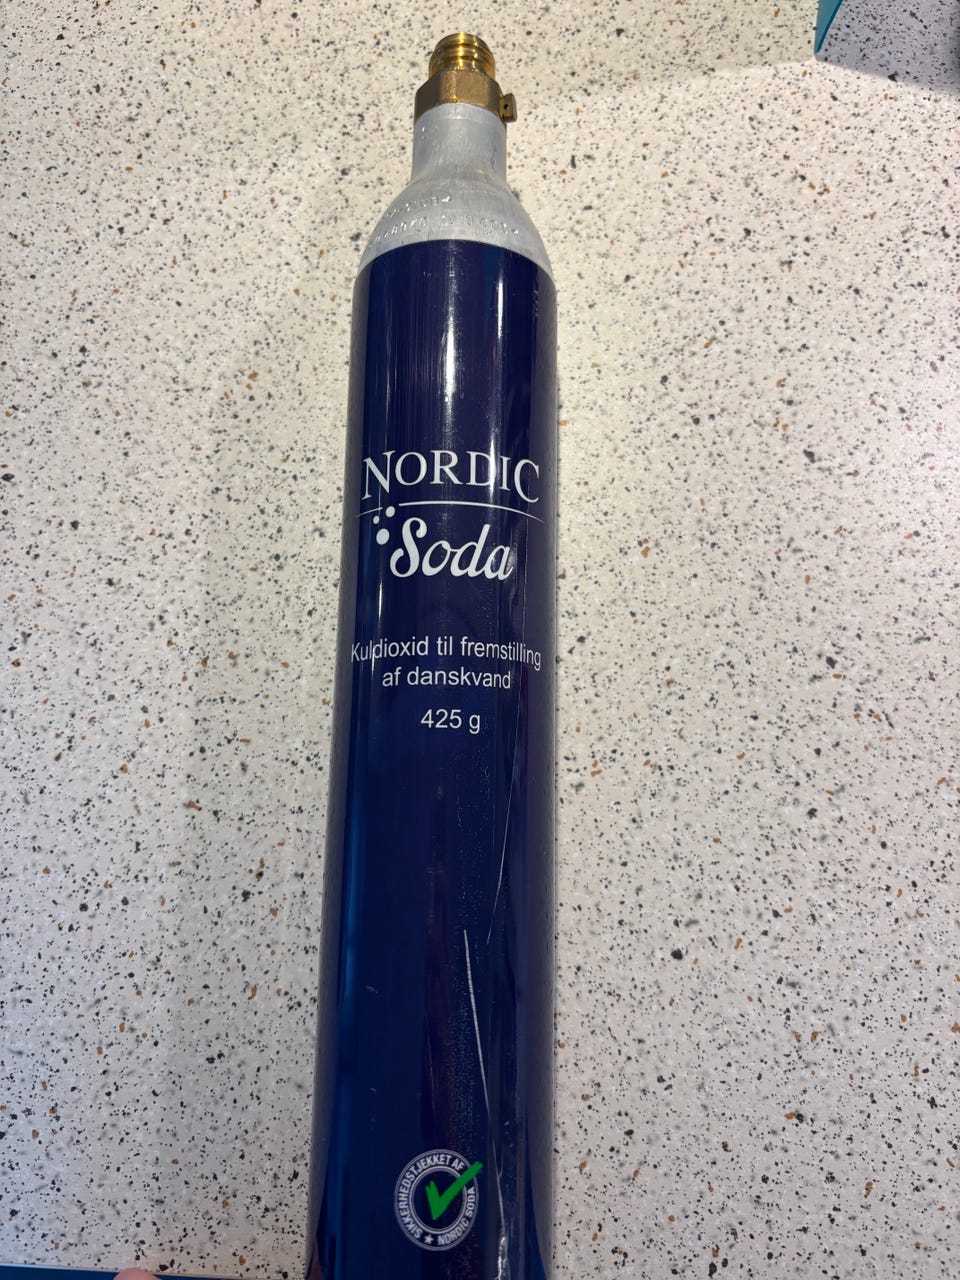 NORDIC
Soda
Kuldioxid til fremstilling
af danskvand
425 g
SIKKERHEDSTJEKKET AF
NORDIC SODA